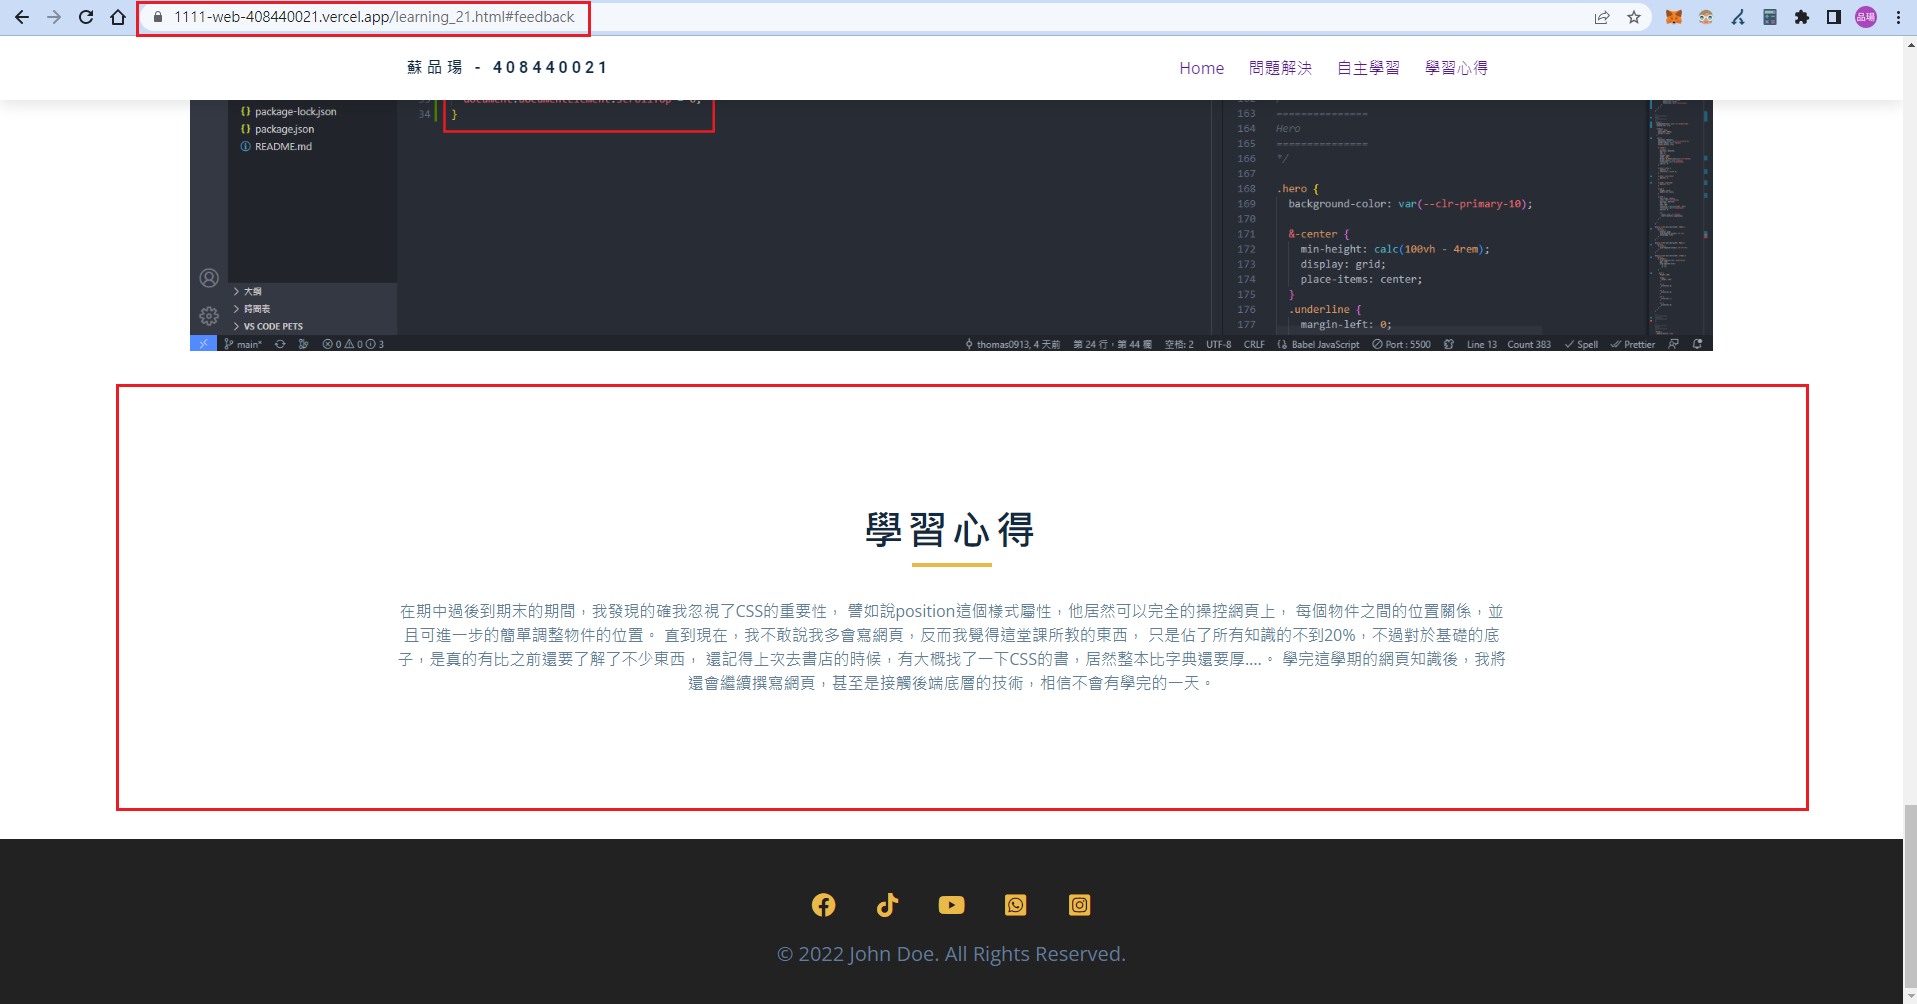 1111-web-408440021.vercel.app/learning_21.html#feedback
品瑒
蘇品瑒 - 408440021
Home 問題解決 自主學習 學習心得
package-lock.json
package.json
README.md
大綱
時間表
VS CODE PETS
34 }
163 ===============
164 Hero
165 ===============
166 */
167
168 .hero {
169 background-color: var(--clr-primary-10);
170
171 &-center {
172 min-height: calc(100vh - 4rem);
173 display: grid;
174 place-items: center;
175 }
176 .underline {
177 margin-left: 0;
main* 0 0 3 thomas0913, 4 天前 第 24 行，第 44 欄 空格: 2 UTF-8 CRLF Babel JavaScript Port : 5500 Line 13 Count 383 Spell Prettier
學習心得
在期中過後到期末的期間，我發現的確我忽視了CSS的重要性， 譬如說position這個樣式屬性，他居然可以完全的操控網頁上， 每個物件之間的位置關係，並
且可進一步的簡單調整物件的位置。 直到現在，我不敢說我多會寫網頁，反而我覺得這堂課所教的東西， 只是佔了所有知識的不到20%，不過對於基礎的底
子，是真的有比之前還要了解了不少東西， 還記得上次去書店的時候，有大概找了一下CSS的書，居然整本比字典還要厚....。 學完這學期的網頁知識後，我將
還會繼續撰寫網頁，甚至是接觸後端底層的技術，相信不會有學完的一天。
© 2022 John Doe. All Rights Reserved.